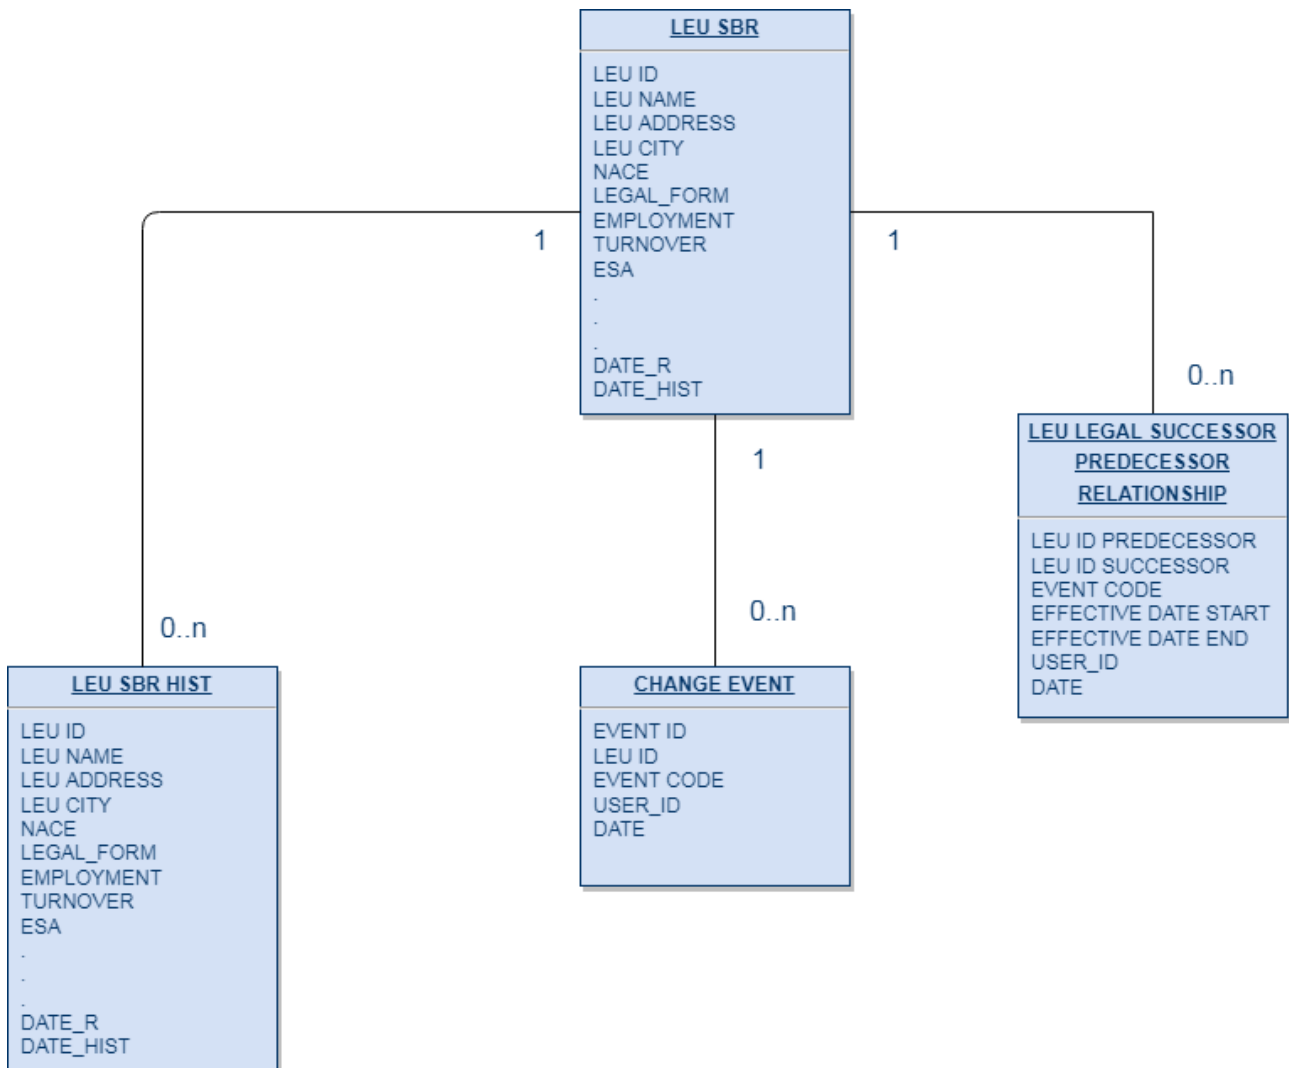 LEU SBR
LEU ID
LEU NAME
LEU ADDRESS
LEU CITY
NACE
LEGAL_FORM
EMPLOYMENT
TURNOVER
ESA
.
.
.
DATE_R
DATE_HIST
1
1
1
0..n
0..n
0..n
LEU LEGAL SUCCESSOR
PREDECESSOR
RELATIONSHIP
LEU ID PREDECESSOR
LEU ID SUCCESSOR
EVENT CODE
EFFECTIVE DATE START
EFFECTIVE DATE END
USER_ID
DATE
LEU SBR HIST
LEU ID
LEU NAME
LEU ADDRESS
LEU CITY
NACE
LEGAL_FORM
EMPLOYMENT
TURNOVER
ESA
.
.
.
DATE_R
DATE_HIST
CHANGE EVENT
EVENT ID
LEU ID
EVENT CODE
USER_ID
DATE